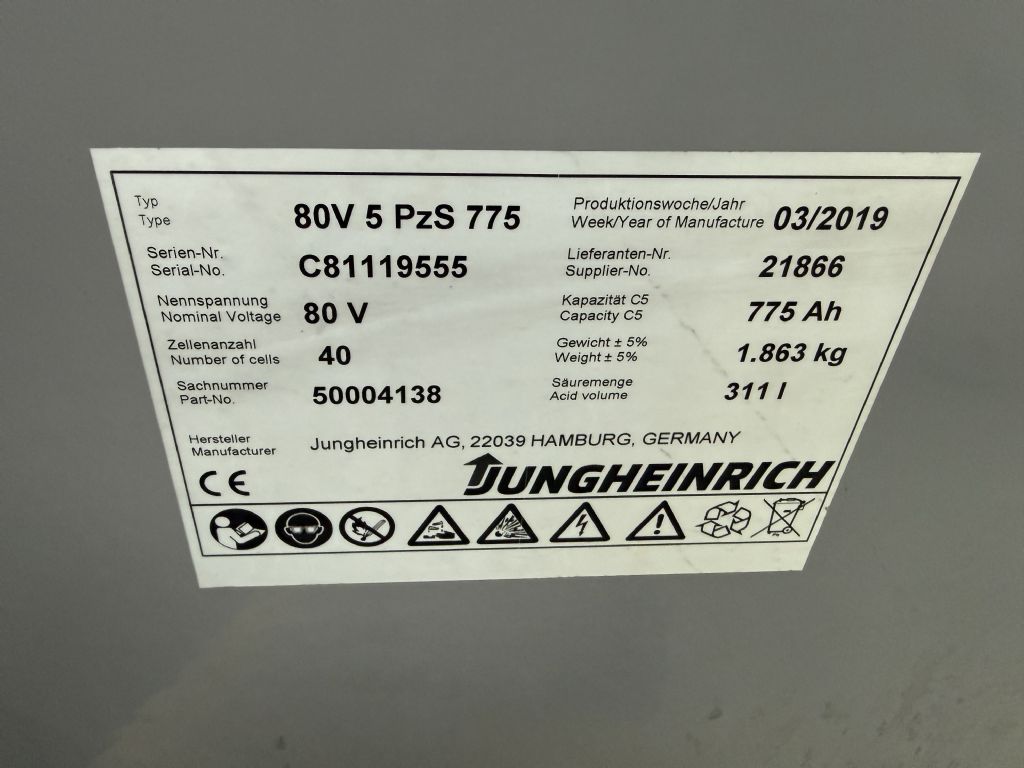 Typ
Type 80V 5 PzS 775
Produktionswoche/Jahr
Week/Year of Manufacture 03/2019
Serien-Nr.
Serial-No. C81119555
Lieferanten-Nr.
Supplier-No. 21866
Nennspannung
Nominal Voltage 80 V
Kapazität C5
Capacity C5 775 Ah
Zellenanzahl
Number of cells 40
Gewicht ± 5%
Weight ± 5% 1.863 kg
Sachnummer
Part-No. 50004138
Säuremenge
Acid volume 311 l
Hersteller
Manufacturer Jungheinrich AG, 22039 HAMBURG, GERMANY
CE
JUNGHEINRICH